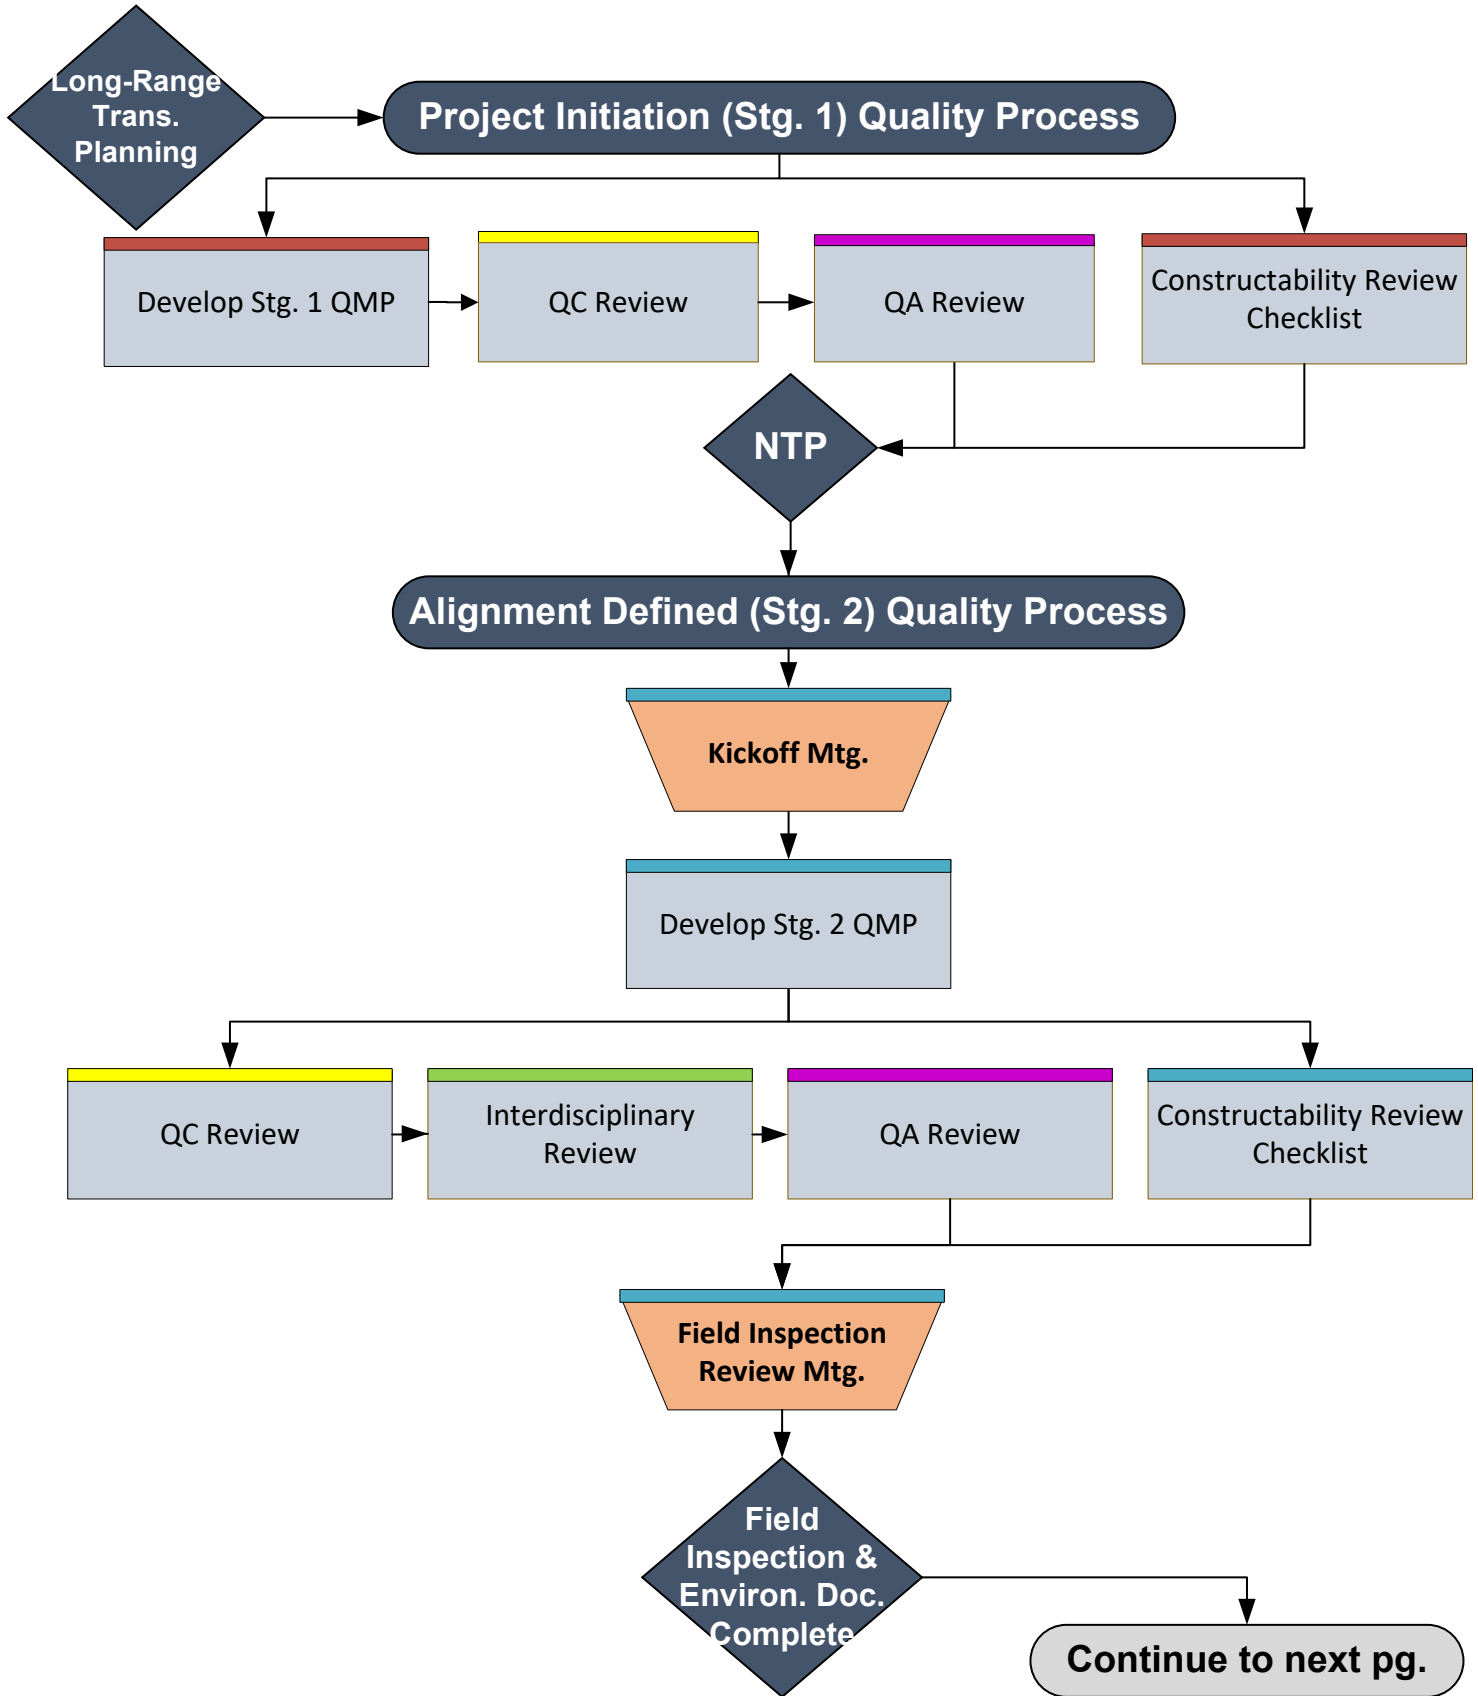 Long-Range
Trans.
Planning
Project Initiation (Stg. 1) Quality Process
Develop Stg. 1 QMP
QC Review
QA Review
Constructability Review
Checklist
NTP
Alignment Defined (Stg. 2) Quality Process
Kickoff Mtg.
Develop Stg. 2 QMP
QC Review
Interdisciplinary
Review
QA Review
Constructability Review
Checklist
Field Inspection
Review Mtg.
Field
Inspection &
Environ. Doc.
Complete
Continue to next pg.